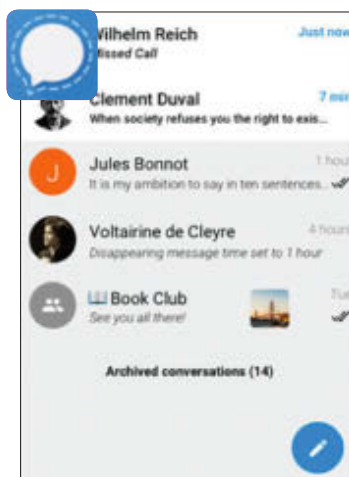 Wilhelm Reich Just now
Missed Call
Clement Duval 7 min
When society refuses you the right to exis...
J
Jules Bonnot 1 hour
It is my ambition to say in ten sentences...
Voltairine de Cleyre 4 hours
Disappearing message time set to 1 hour
📖 Book Club Tue
See you all there!
Archived conversations (14)